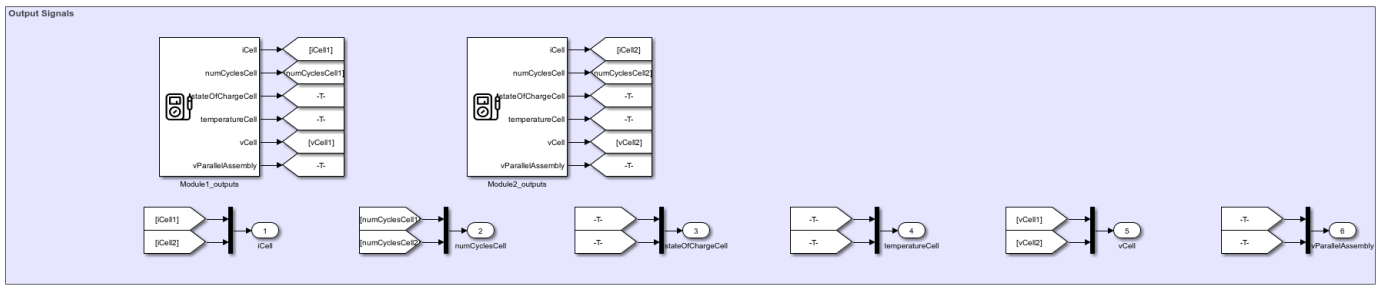 Output Signals
iCell
[iCell1]
numCyclesCell
[numCyclesCell1]
stateOfChargeCell
-T-
temperatureCell
-T-
vCell
[vCell1]
vParallelAssembly
-T-
Module1_outputs
iCell
[iCell2]
numCyclesCell
[numCyclesCell2]
stateOfChargeCell
-T-
temperatureCell
-T-
vCell
[vCell2]
vParallelAssembly
-T-
Module2_outputs
[iCell1]
[iCell2]
1
iCell
[numCyclesCell1]
[numCyclesCell2]
2
numCyclesCell
-T-
-T-
3
stateOfChargeCell
-T-
-T-
4
temperatureCell
[vCell1]
[vCell2]
5
vCell
-T-
-T-
6
vParallelAssembly